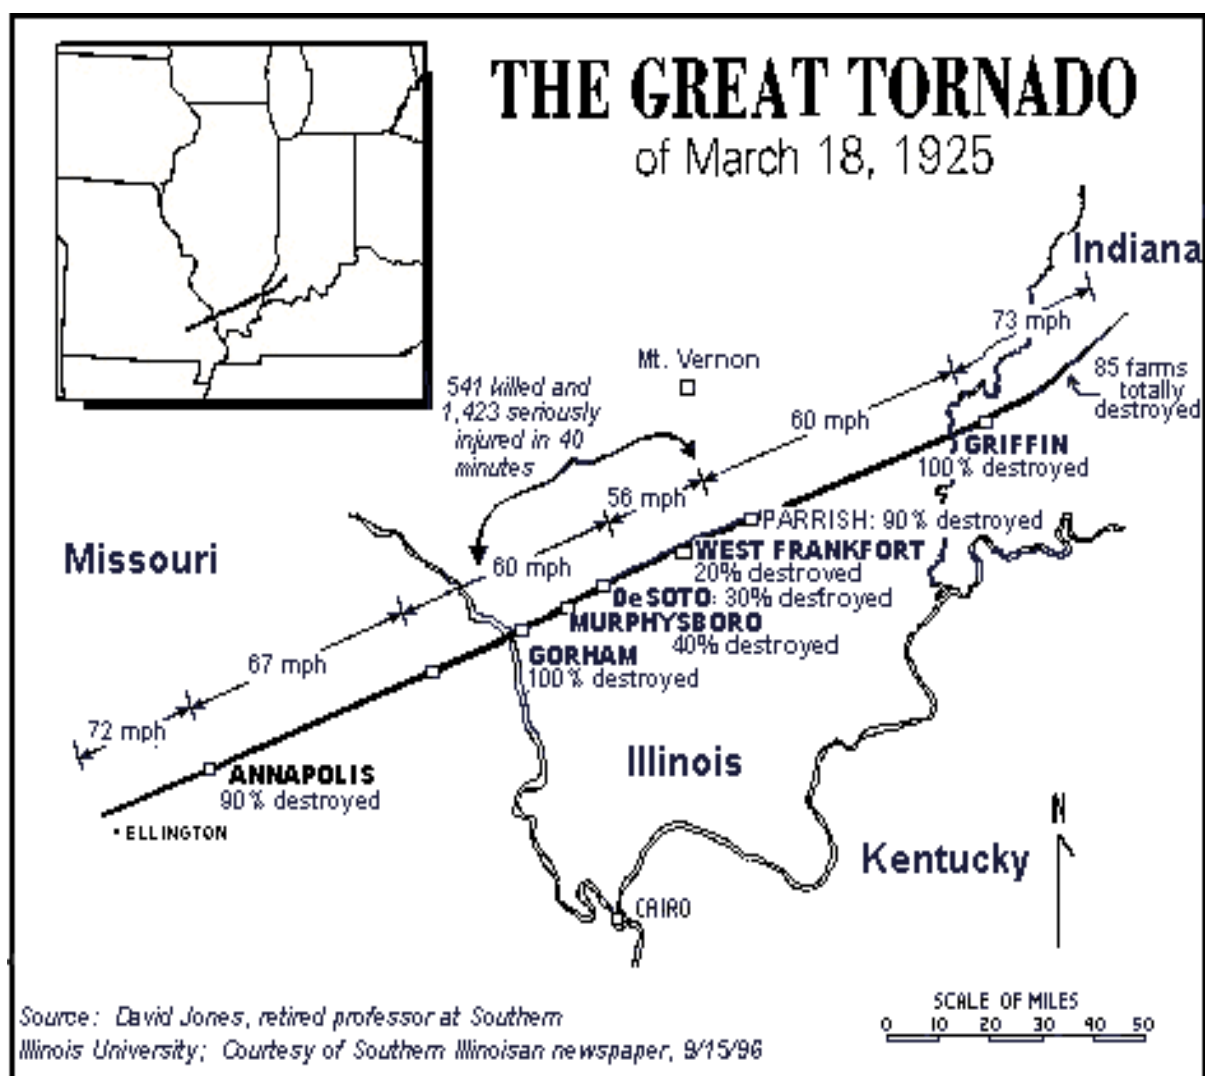 THE GREAT TORNADO
of March 18, 1925
Indiana
73 mph
Mt. Vernon
85 farms
totally
destroyed
541 killed and
1,423 seriously
injured in 40
minutes
60 mph
GRIFFIN
100% destroyed
56 mph
PARRISH: 90% destroyed
Missouri
WEST FRANKFORT
20% destroyed
60 mph
DeSOTO: 30% destroyed
MURPHYSBORO
40% destroyed
GORHAM
100% destroyed
67 mph
72 mph
Illinois
ANNAPOLIS
90% destroyed
ELLINGTON
N
Kentucky
CAIRO
SCALE OF MILES
0 10 20 30 40 50
Source: David Jones, retired professor at Southern
Illinois University; Courtesy of Southern Illinoisan newspaper, 9/15/96